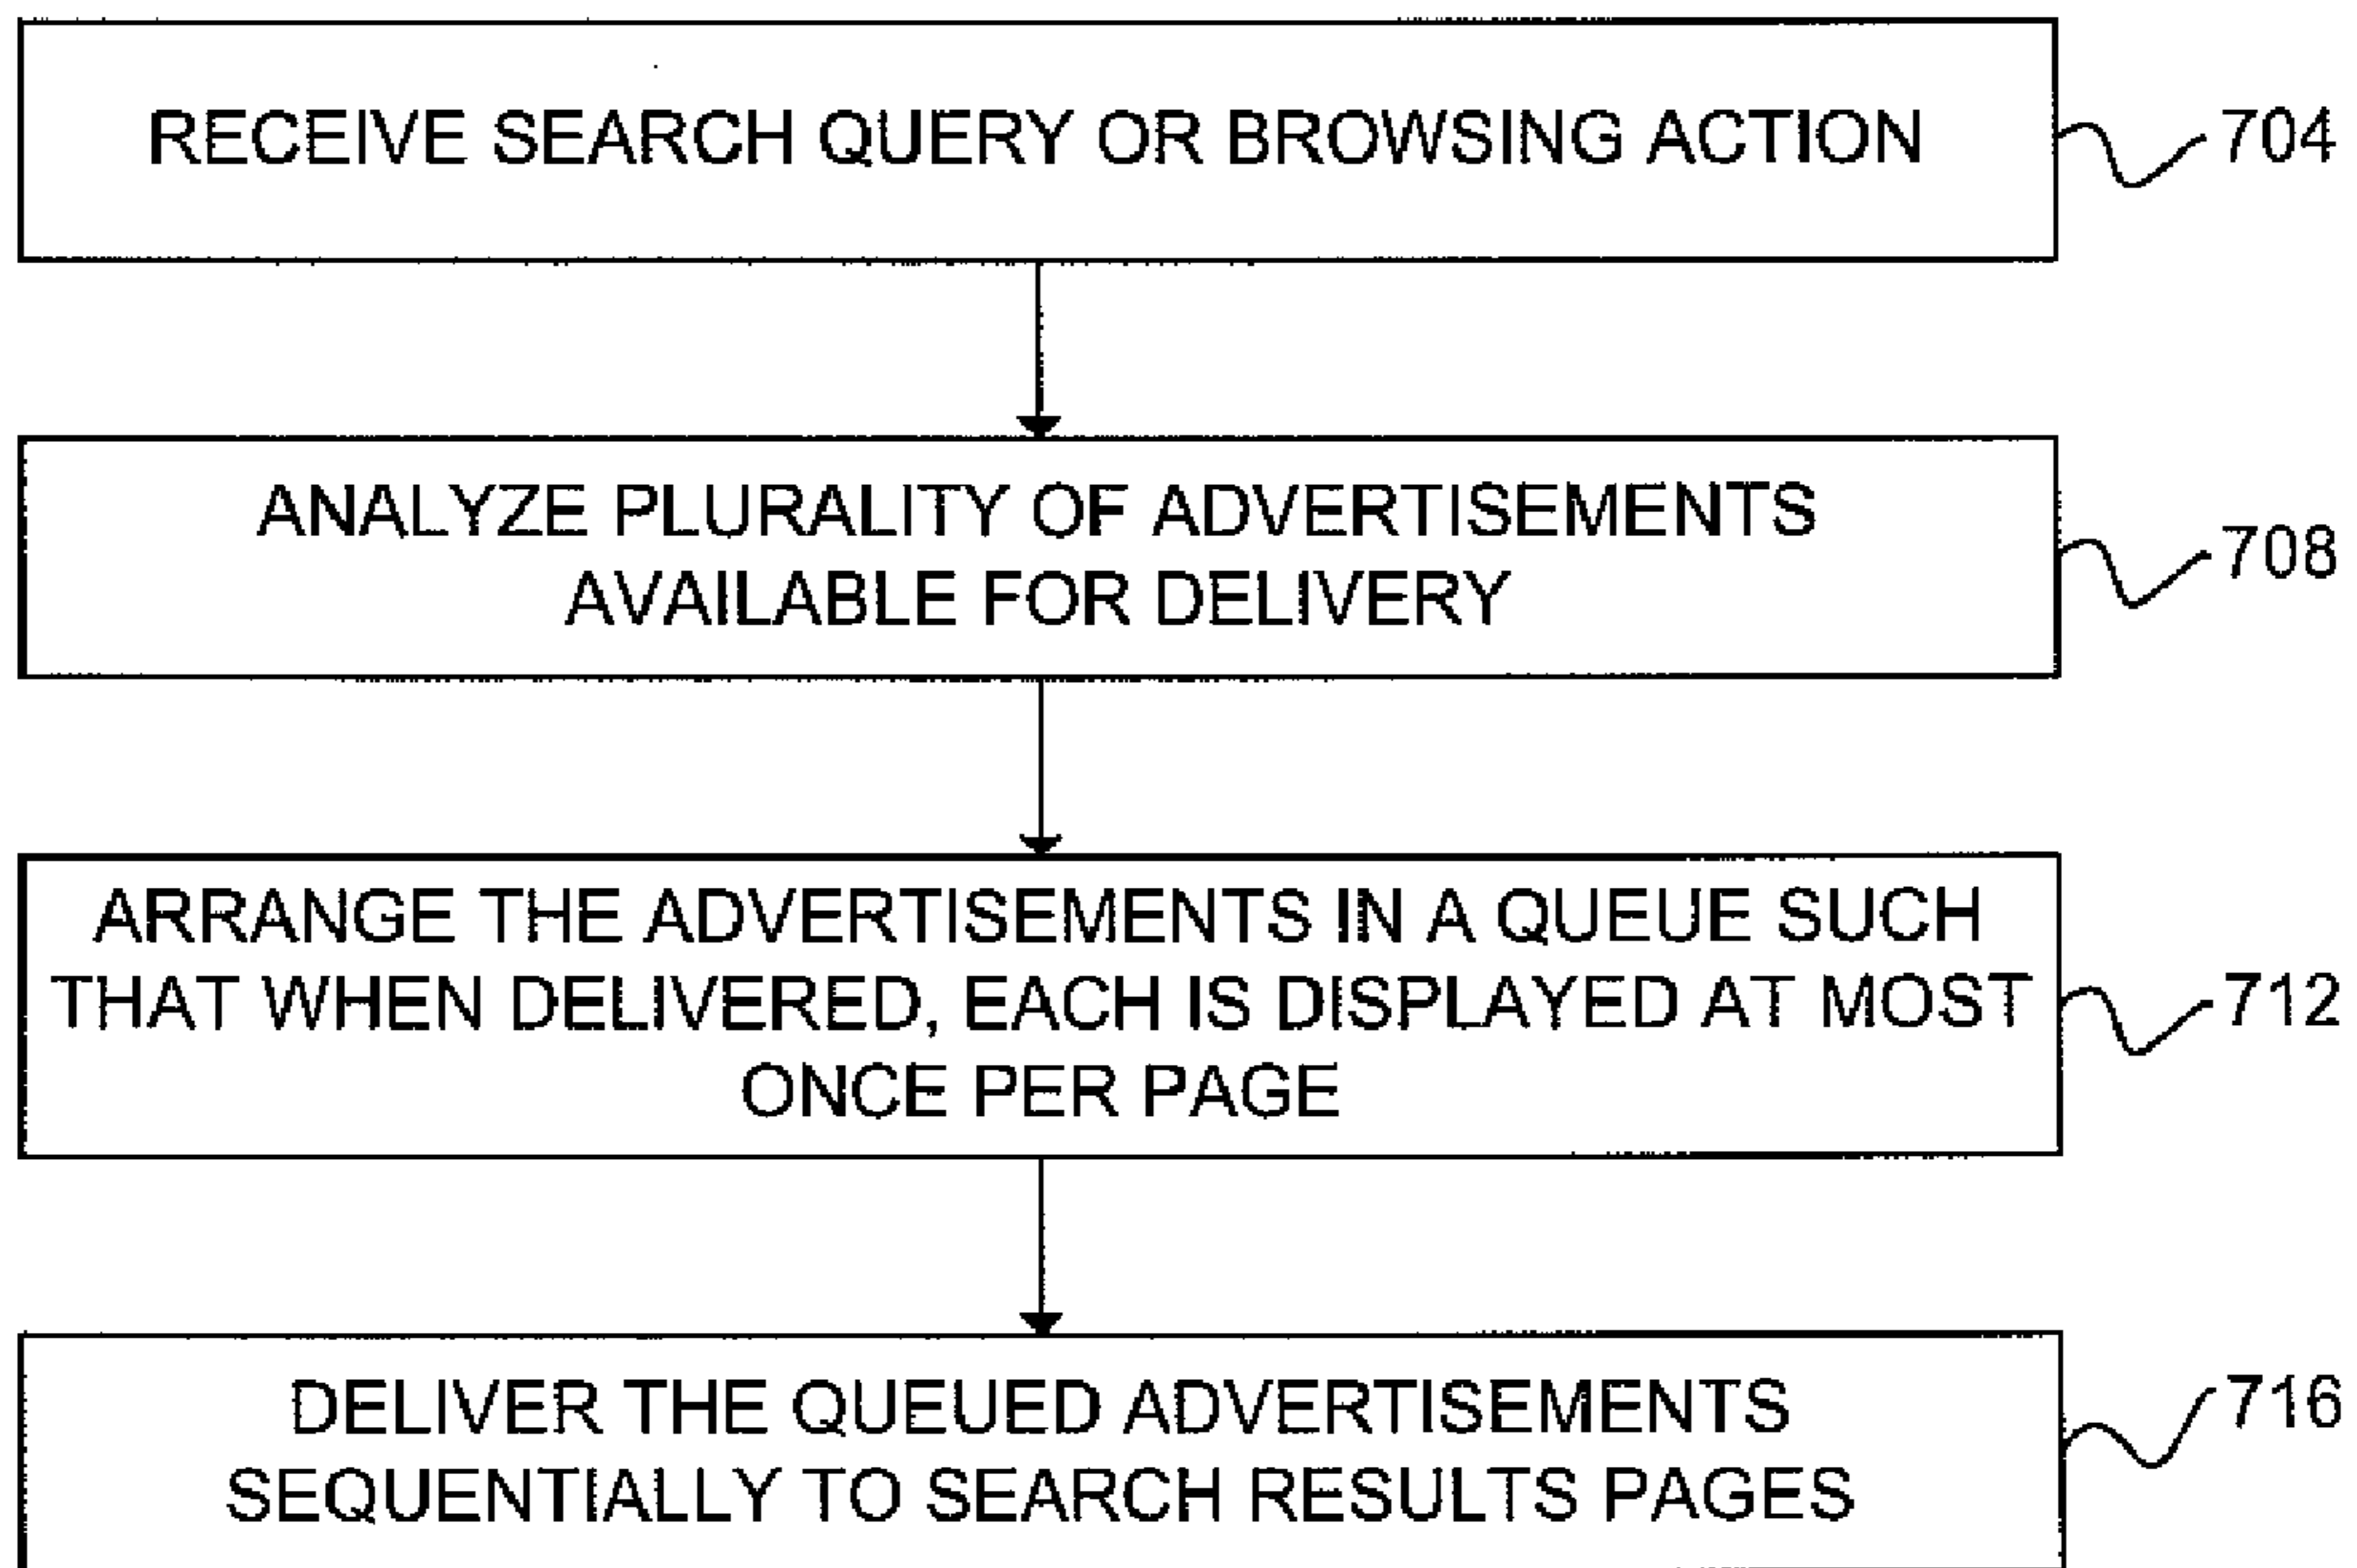 RECEIVE SEARCH QUERY OR BROWSING ACTION
704
ANALYZE PLURALITY OF ADVERTISEMENTS
AVAILABLE FOR DELIVERY
708
ARRANGE THE ADVERTISEMENTS IN A QUEUE SUCH
THAT WHEN DELIVERED, EACH IS DISPLAYED AT MOST
ONCE PER PAGE
712
DELIVER THE QUEUED ADVERTISEMENTS
SEQUENTIALLY TO SEARCH RESULTS PAGES
716